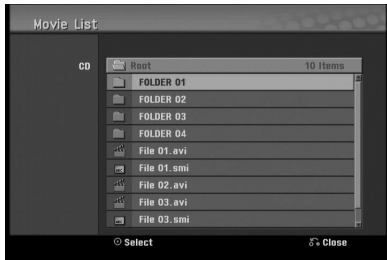 Movie List
CD
Root 10 Items
FOLDER 01
FOLDER 02
FOLDER 03
FOLDER 04
File 01.avi
File 01.smi
File 02.avi
File 03.avi
File 03.smi
Select Close